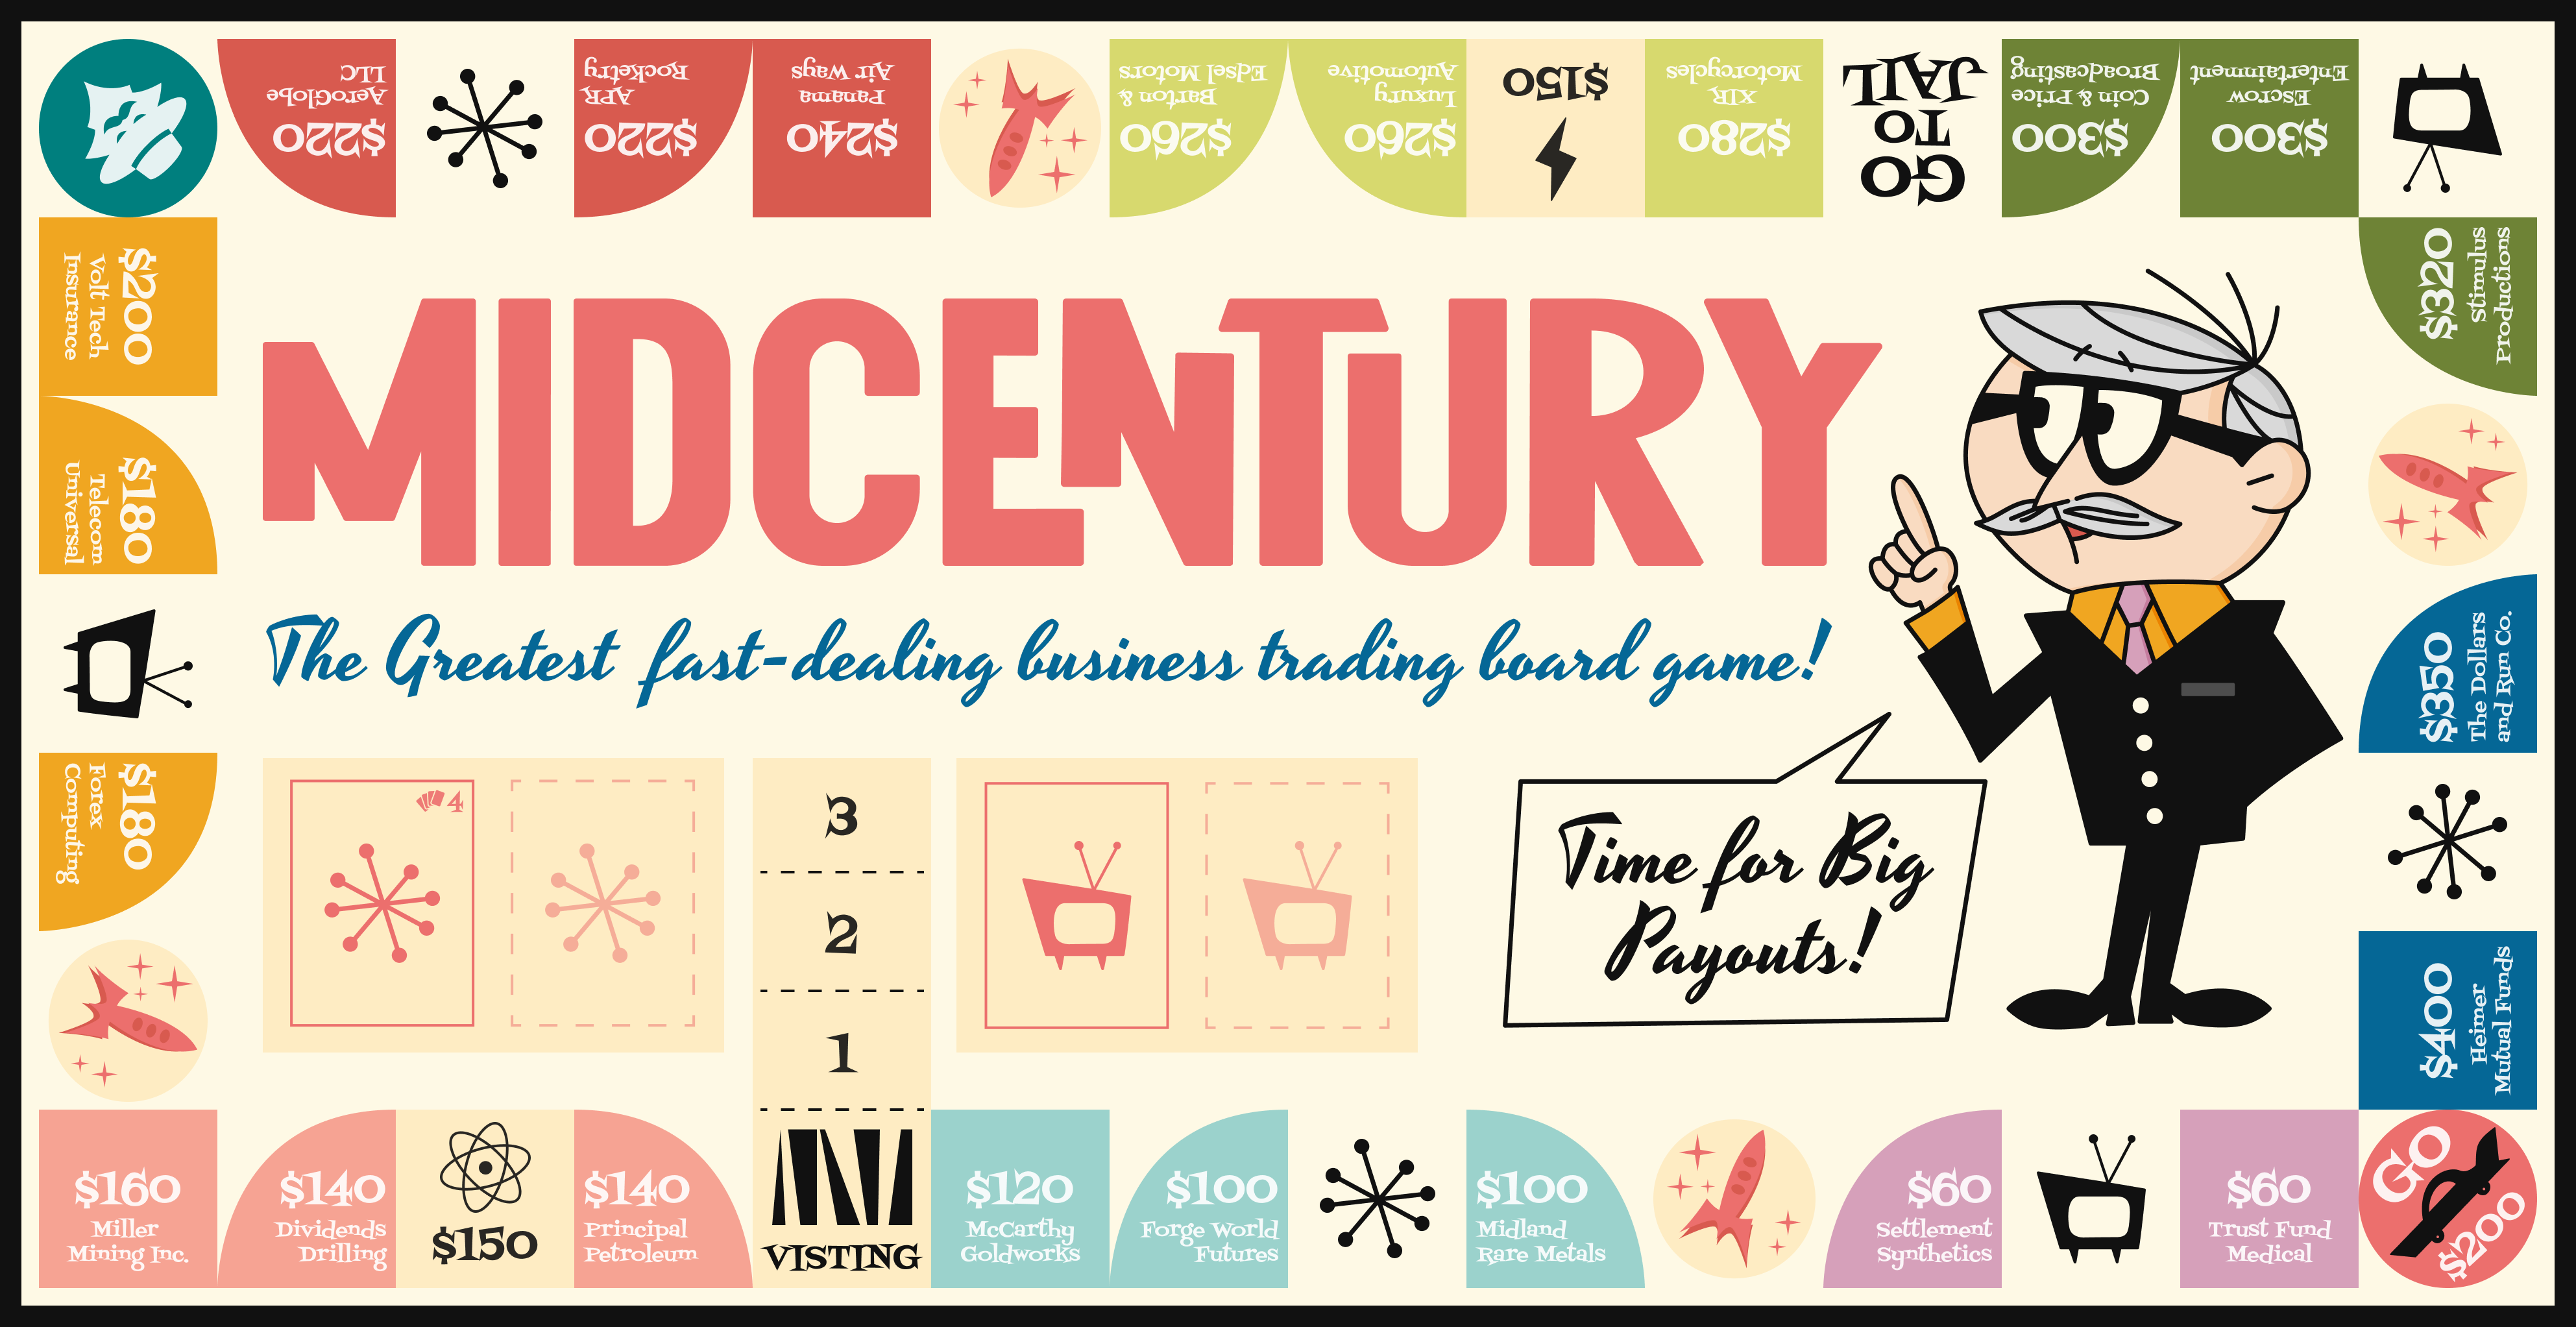 $220
AeroGlobe
LLC
$220
APR
Rocketry
$240
Panama
Air Ways
$260
Barton &
Edsel Motors
$260
Luxury
Automotive
$150
$280
XIR
Motorcycles
GO
TO
JAIL
$300
Coin & Price
Broadcasting
$300
Escrow
Entertainment
$200
Volt Tech
Insurance
$320
Stimulus
Productions
MIDCENTURY
$180
Telecom
Universal
The Greatest fast-dealing business trading board game!
$350
The Dollars
and Run Co.
$180
Forex
Computing
4
3
2
1
Time for Big
Payouts!
$400
Heimer
Mutual Funds
$160
Miller
Mining Inc.
$140
Dividends
Drilling
$150
$140
Principal
Petroleum
VISTING
$120
McCarthy
Goldworks
$100
Forge World
Futures
$100
Midland
Rare Metals
$60
Settlement
Synthetics
$60
Trust Fund
Medical
GO
$200